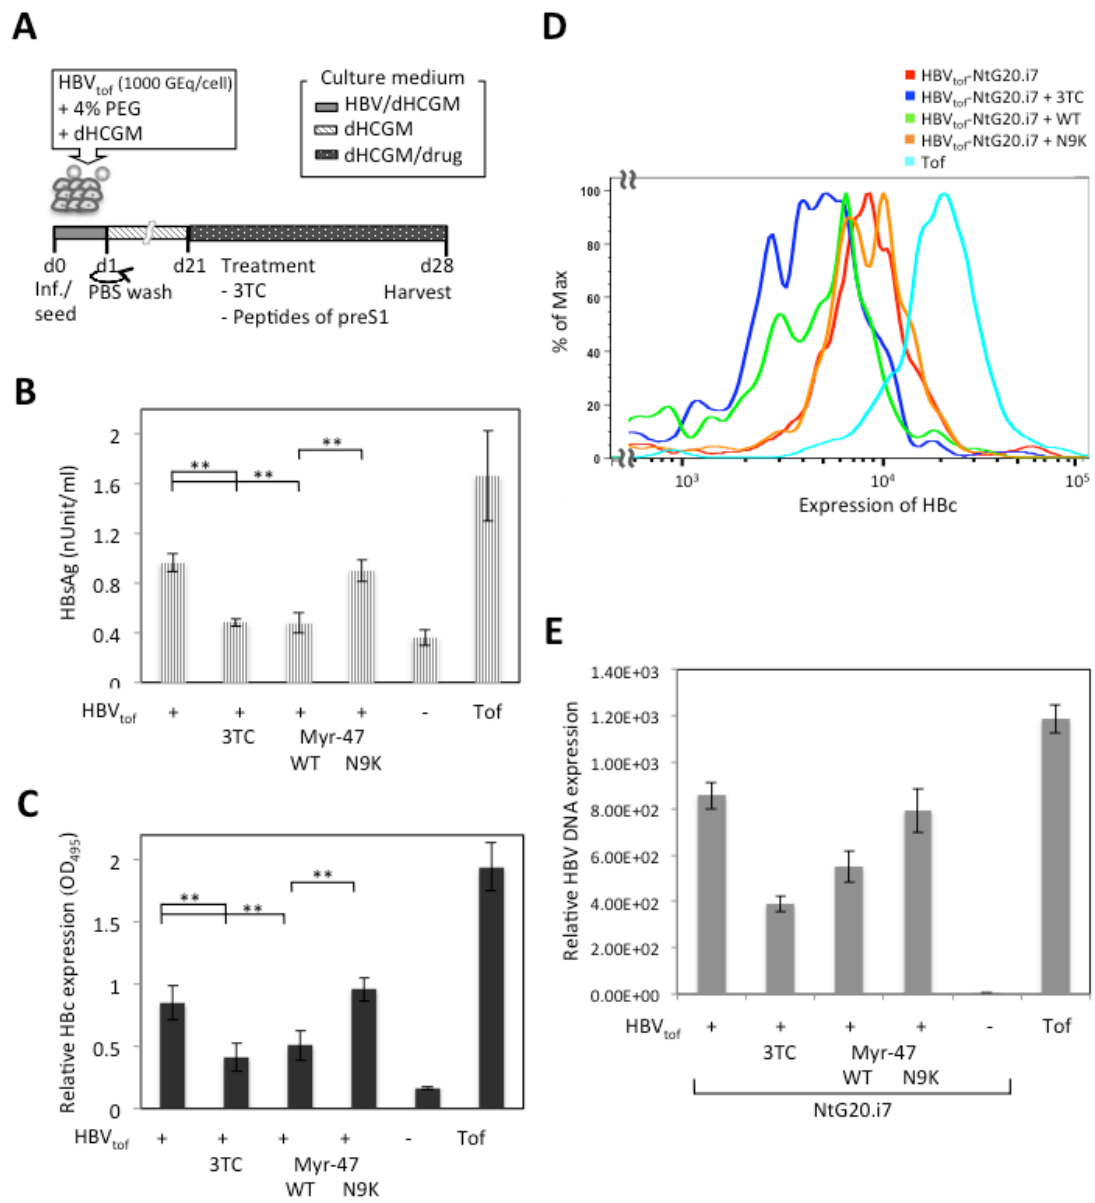 A
HBVtof (1000 GEq/cell)
+ 4% PEG
+ dHCGM
Culture medium
HBV/dHCGM
dHCGM
dHCGM/drug
d0
d1
d21
Treatment
d28
Inf./
seed
PBS wash
- 3TC
Harvest
- Peptides of preS1
B
HBsAg (nUnit/ml)
2
1.6
1.2
0.8
0.4
0
**
**
**
HBVtof + + + + - Tof
3TC Myr-47
WT N9K
C
Relative HBc expression (OD495)
2
1.5
1
0.5
0
**
**
**
HBVtof + + + + - Tof
3TC Myr-47
WT N9K
D
HBVtof-NtG20.i7
HBVtof-NtG20.i7 + 3TC
HBVtof-NtG20.i7 + WT
HBVtof-NtG20.i7 + N9K
Tof
% of Max
100
80
60
40
20
0
10³ 10⁴ 10⁵
Expression of HBc
E
Relative HBV DNA expression
1.40E+03
1.20E+03
1.00E+03
8.00E+02
6.00E+02
4.00E+02
2.00E+02
0.00E+00
HBVtof + + + + - Tof
3TC Myr-47
WT N9K
NtG20.i7